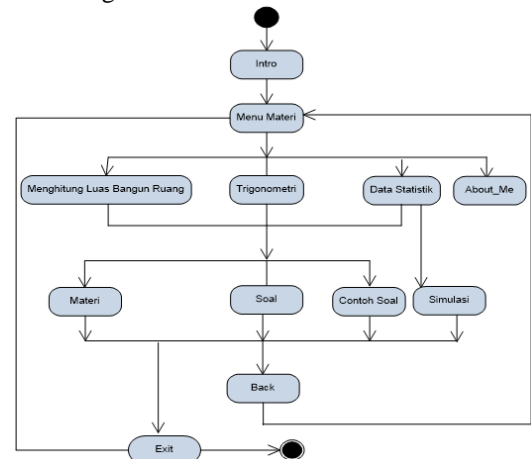 Intro
Menu Materi
Menghitung Luas Bangun Ruang
Trigonometri
Data Statistik
About_Me
Materi
Soal
Contoh Soal
Simulasi
Back
Exit